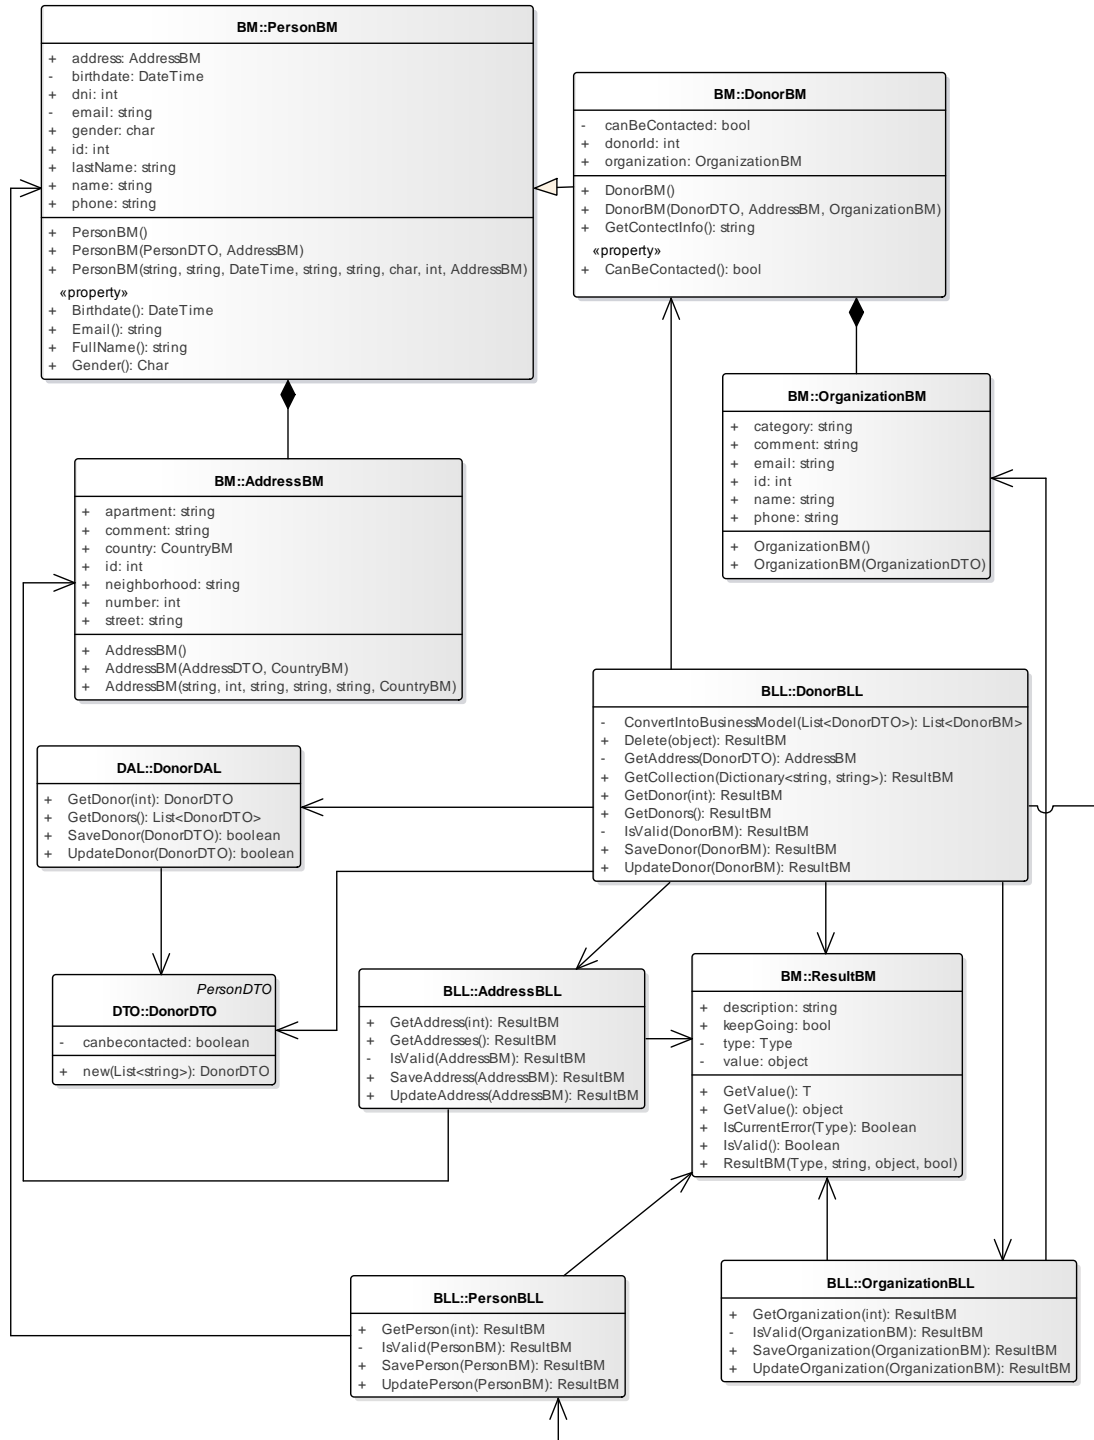 BM::PersonBM
+ address: AddressBM
- birthdate: DateTime
+ dni: int
- email: string
+ gender: char
+ id: int
+ lastName: string
+ name: string
+ phone: string
+ PersonBM()
+ PersonBM(PersonDTO, AddressBM)
+ PersonBM(string, string, DateTime, string, string, char, int, AddressBM)
«property»
+ Birthdate(): DateTime
+ Email(): string
+ FullName(): string
+ Gender(): Char
BM::DonorBM
- canBeContacted: bool
+ donorId: int
+ organization: OrganizationBM
+ DonorBM()
+ DonorBM(DonorDTO, AddressBM, OrganizationBM)
+ GetContectInfo(): string
«property»
+ CanBeContacted(): bool
BM::OrganizationBM
+ category: string
+ comment: string
+ email: string
+ id: int
+ name: string
+ phone: string
+ OrganizationBM()
+ OrganizationBM(OrganizationDTO)
BM::AddressBM
+ apartment: string
+ comment: string
+ country: CountryBM
+ id: int
+ neighborhood: string
+ number: int
+ street: string
+ AddressBM()
+ AddressBM(AddressDTO, CountryBM)
+ AddressBM(string, int, string, string, string, CountryBM)
BLL::DonorBLL
- ConvertIntoBusinessModel(List<DonorDTO>): List<DonorBM>
+ Delete(object): ResultBM
- GetAddress(DonorDTO): AddressBM
+ GetCollection(Dictionary<string, string>): ResultBM
+ GetDonor(int): ResultBM
+ GetDonors(): ResultBM
- IsValid(DonorBM): ResultBM
+ SaveDonor(DonorBM): ResultBM
+ UpdateDonor(DonorBM): ResultBM
DAL::DonorDAL
+ GetDonor(int): DonorDTO
+ GetDonors(): List<DonorDTO>
+ SaveDonor(DonorDTO): boolean
+ UpdateDonor(DonorDTO): boolean
PersonDTO
DTO::DonorDTO
- canbecontacted: boolean
+ new(List<string>): DonorDTO
BLL::AddressBLL
+ GetAddress(int): ResultBM
+ GetAddresses(): ResultBM
- IsValid(AddressBM): ResultBM
+ SaveAddress(AddressBM): ResultBM
+ UpdateAddress(AddressBM): ResultBM
BM::ResultBM
+ description: string
+ keepGoing: bool
- type: Type
- value: object
+ GetValue(): T
+ GetValue(): object
+ IsCurrentError(Type): Boolean
+ IsValid(): Boolean
+ ResultBM(Type, string, object, bool)
BLL::PersonBLL
+ GetPerson(int): ResultBM
- IsValid(PersonBM): ResultBM
+ SavePerson(PersonBM): ResultBM
+ UpdatePerson(PersonBM): ResultBM
BLL::OrganizationBLL
+ GetOrganization(int): ResultBM
- IsValid(OrganizationBM): ResultBM
+ SaveOrganization(OrganizationBM): ResultBM
+ UpdateOrganization(OrganizationBM): ResultBM